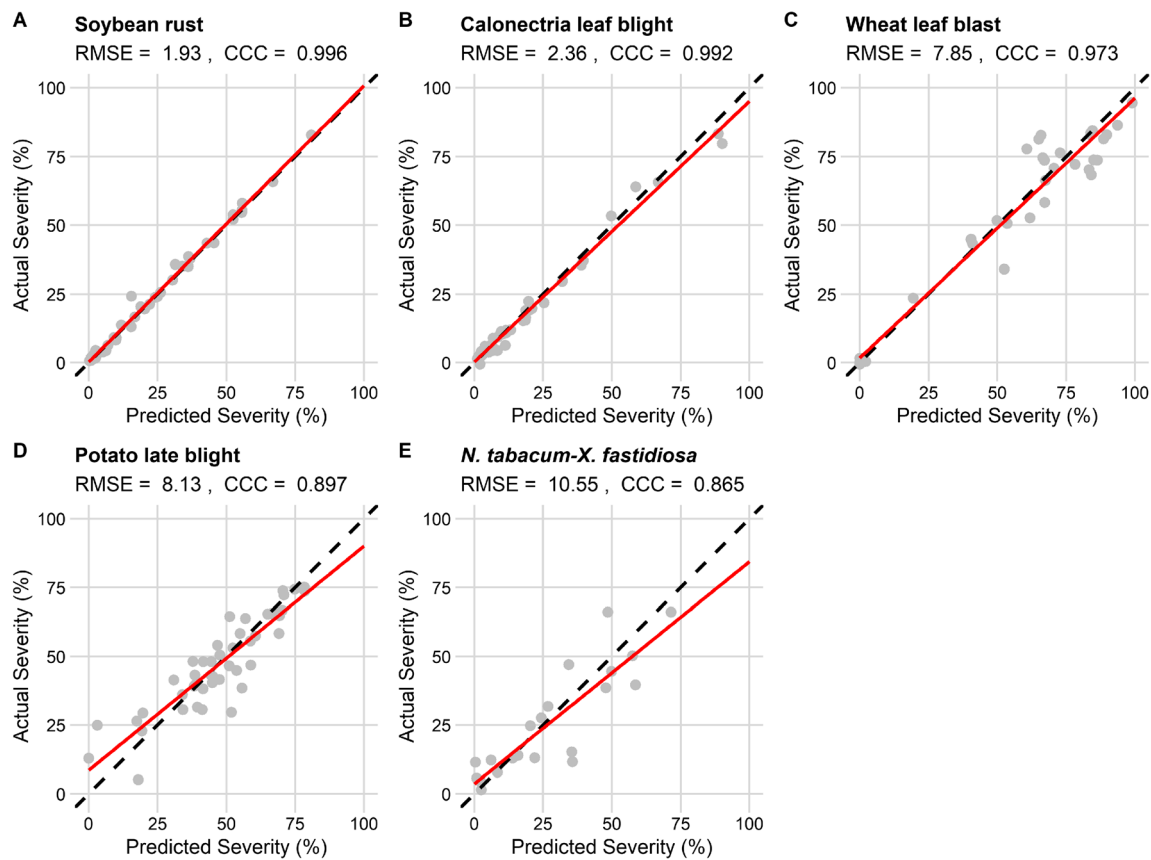 A Soybean rust
RMSE = 1.93 , CCC = 0.996
100
75
50
25
0
Actual Severity (%)
0 25 50 75 100
Predicted Severity (%)
B Calonectria leaf blight
RMSE = 2.36 , CCC = 0.992
100
75
50
25
0
Actual Severity (%)
0 25 50 75 100
Predicted Severity (%)
C Wheat leaf blast
RMSE = 7.85 , CCC = 0.973
100
75
50
25
0
Actual Severity (%)
0 25 50 75 100
Predicted Severity (%)
D Potato late blight
RMSE = 8.13 , CCC = 0.897
100
75
50
25
0
Actual Severity (%)
0 25 50 75 100
Predicted Severity (%)
E N. tabacum-X. fastidiosa
RMSE = 10.55 , CCC = 0.865
100
75
50
25
0
Actual Severity (%)
0 25 50 75 100
Predicted Severity (%)